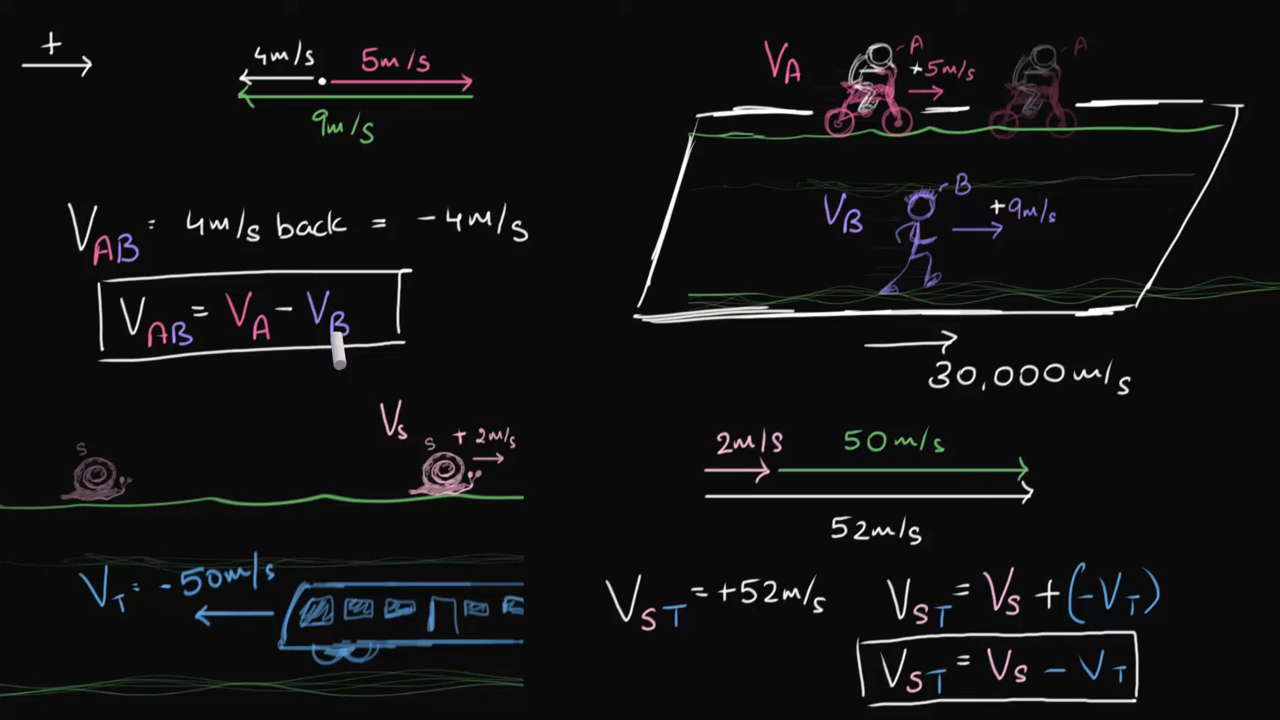 +
4m/s 5m/s
9m/s
V_AB = 4m/s back = -4m/s
V_AB = V_A - V_B
V_A
A
+5m/s
A
V_B
B
+9m/s
30,000m/s
S
V_s
S
+2m/s
V_T = -50m/s
2m/s 50m/s
52m/s
V_ST = +52m/s
V_ST = V_S + (-V_T)
V_ST = V_S - V_T